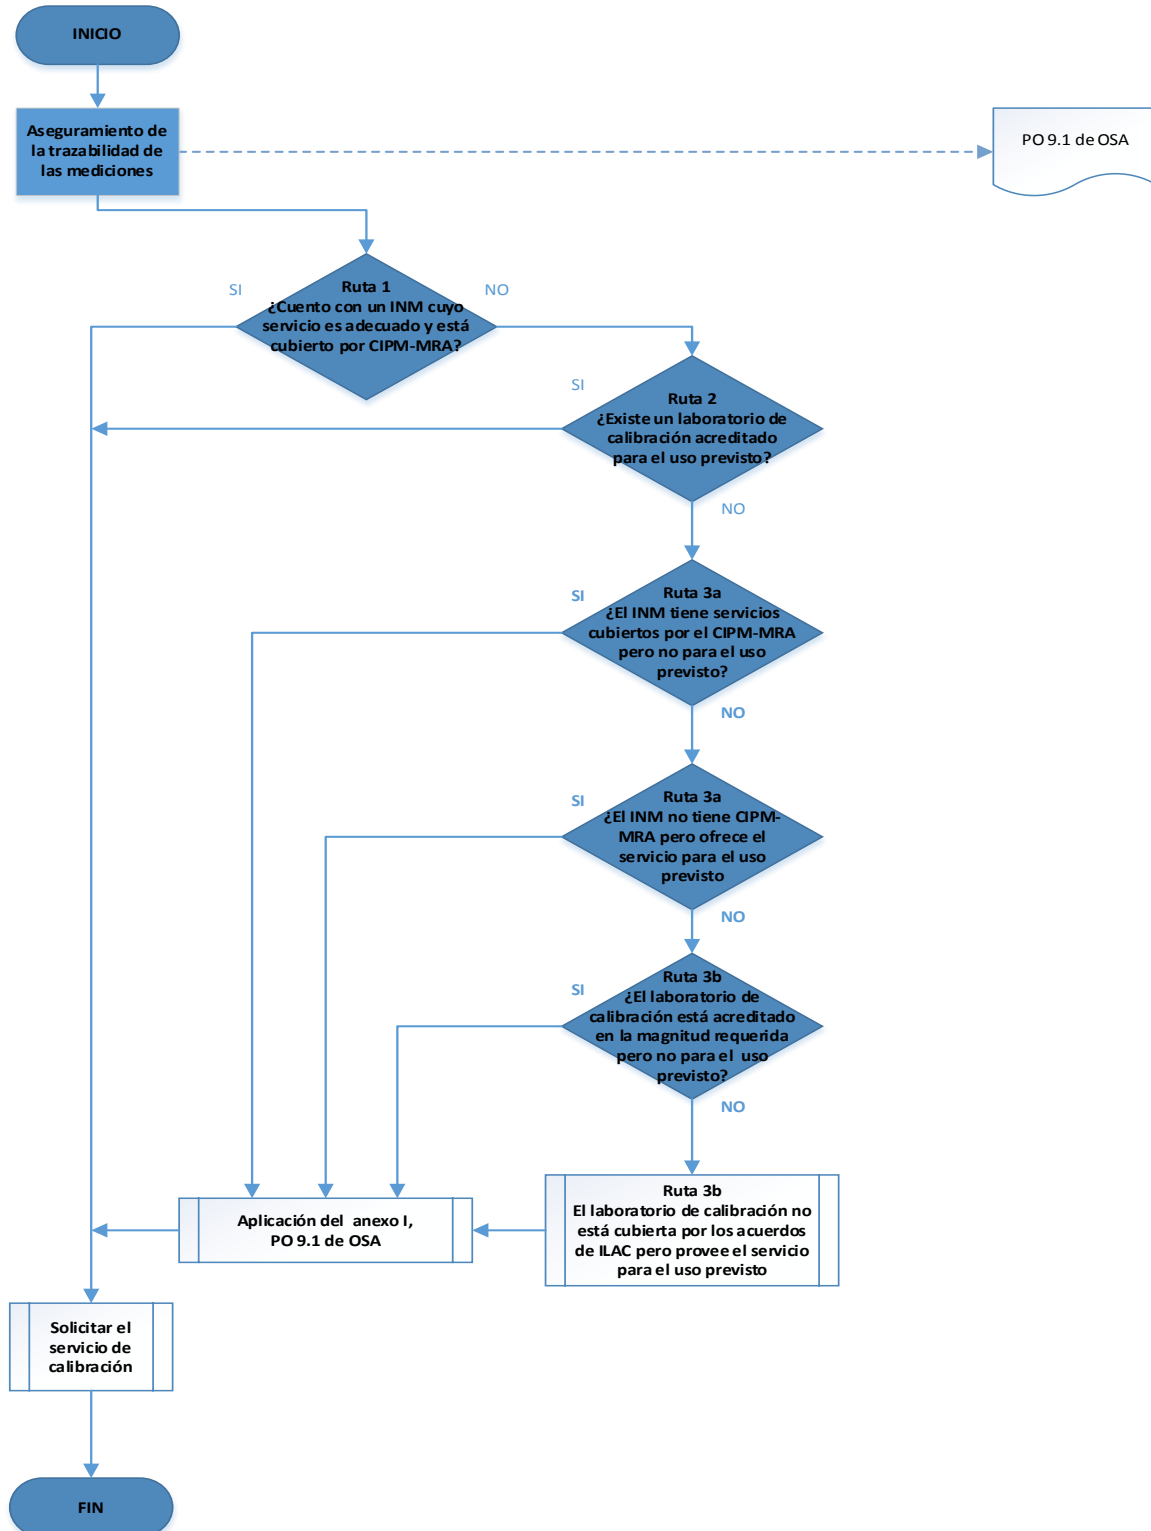 INICIO
Aseguramiento de
la trazabilidad de
las mediciones
PO 9.1 de OSA
SI
NO
Ruta 1
¿Cuento con un INM cuyo
servicio es adecuado y está
cubierto por CIPM-MRA?
SI
Ruta 2
¿Existe un laboratorio de
calibración acreditado
para el uso previsto?
NO
SI
Ruta 3a
¿El INM tiene servicios
cubiertos por el CIPM-MRA
pero no para el uso
previsto?
NO
SI
Ruta 3a
¿El INM no tiene CIPM-
MRA pero ofrece el
servicio para el uso
previsto
NO
SI
Ruta 3b
¿El laboratorio de
calibración está acreditado
en la magnitud requerida
pero no para el uso
previsto?
NO
Aplicación del anexo I,
PO 9.1 de OSA
Ruta 3b
El laboratorio de calibración no
está cubierta por los acuerdos
de ILAC pero provee el servicio
para el uso previsto
Solicitar el
servicio de
calibración
FIN